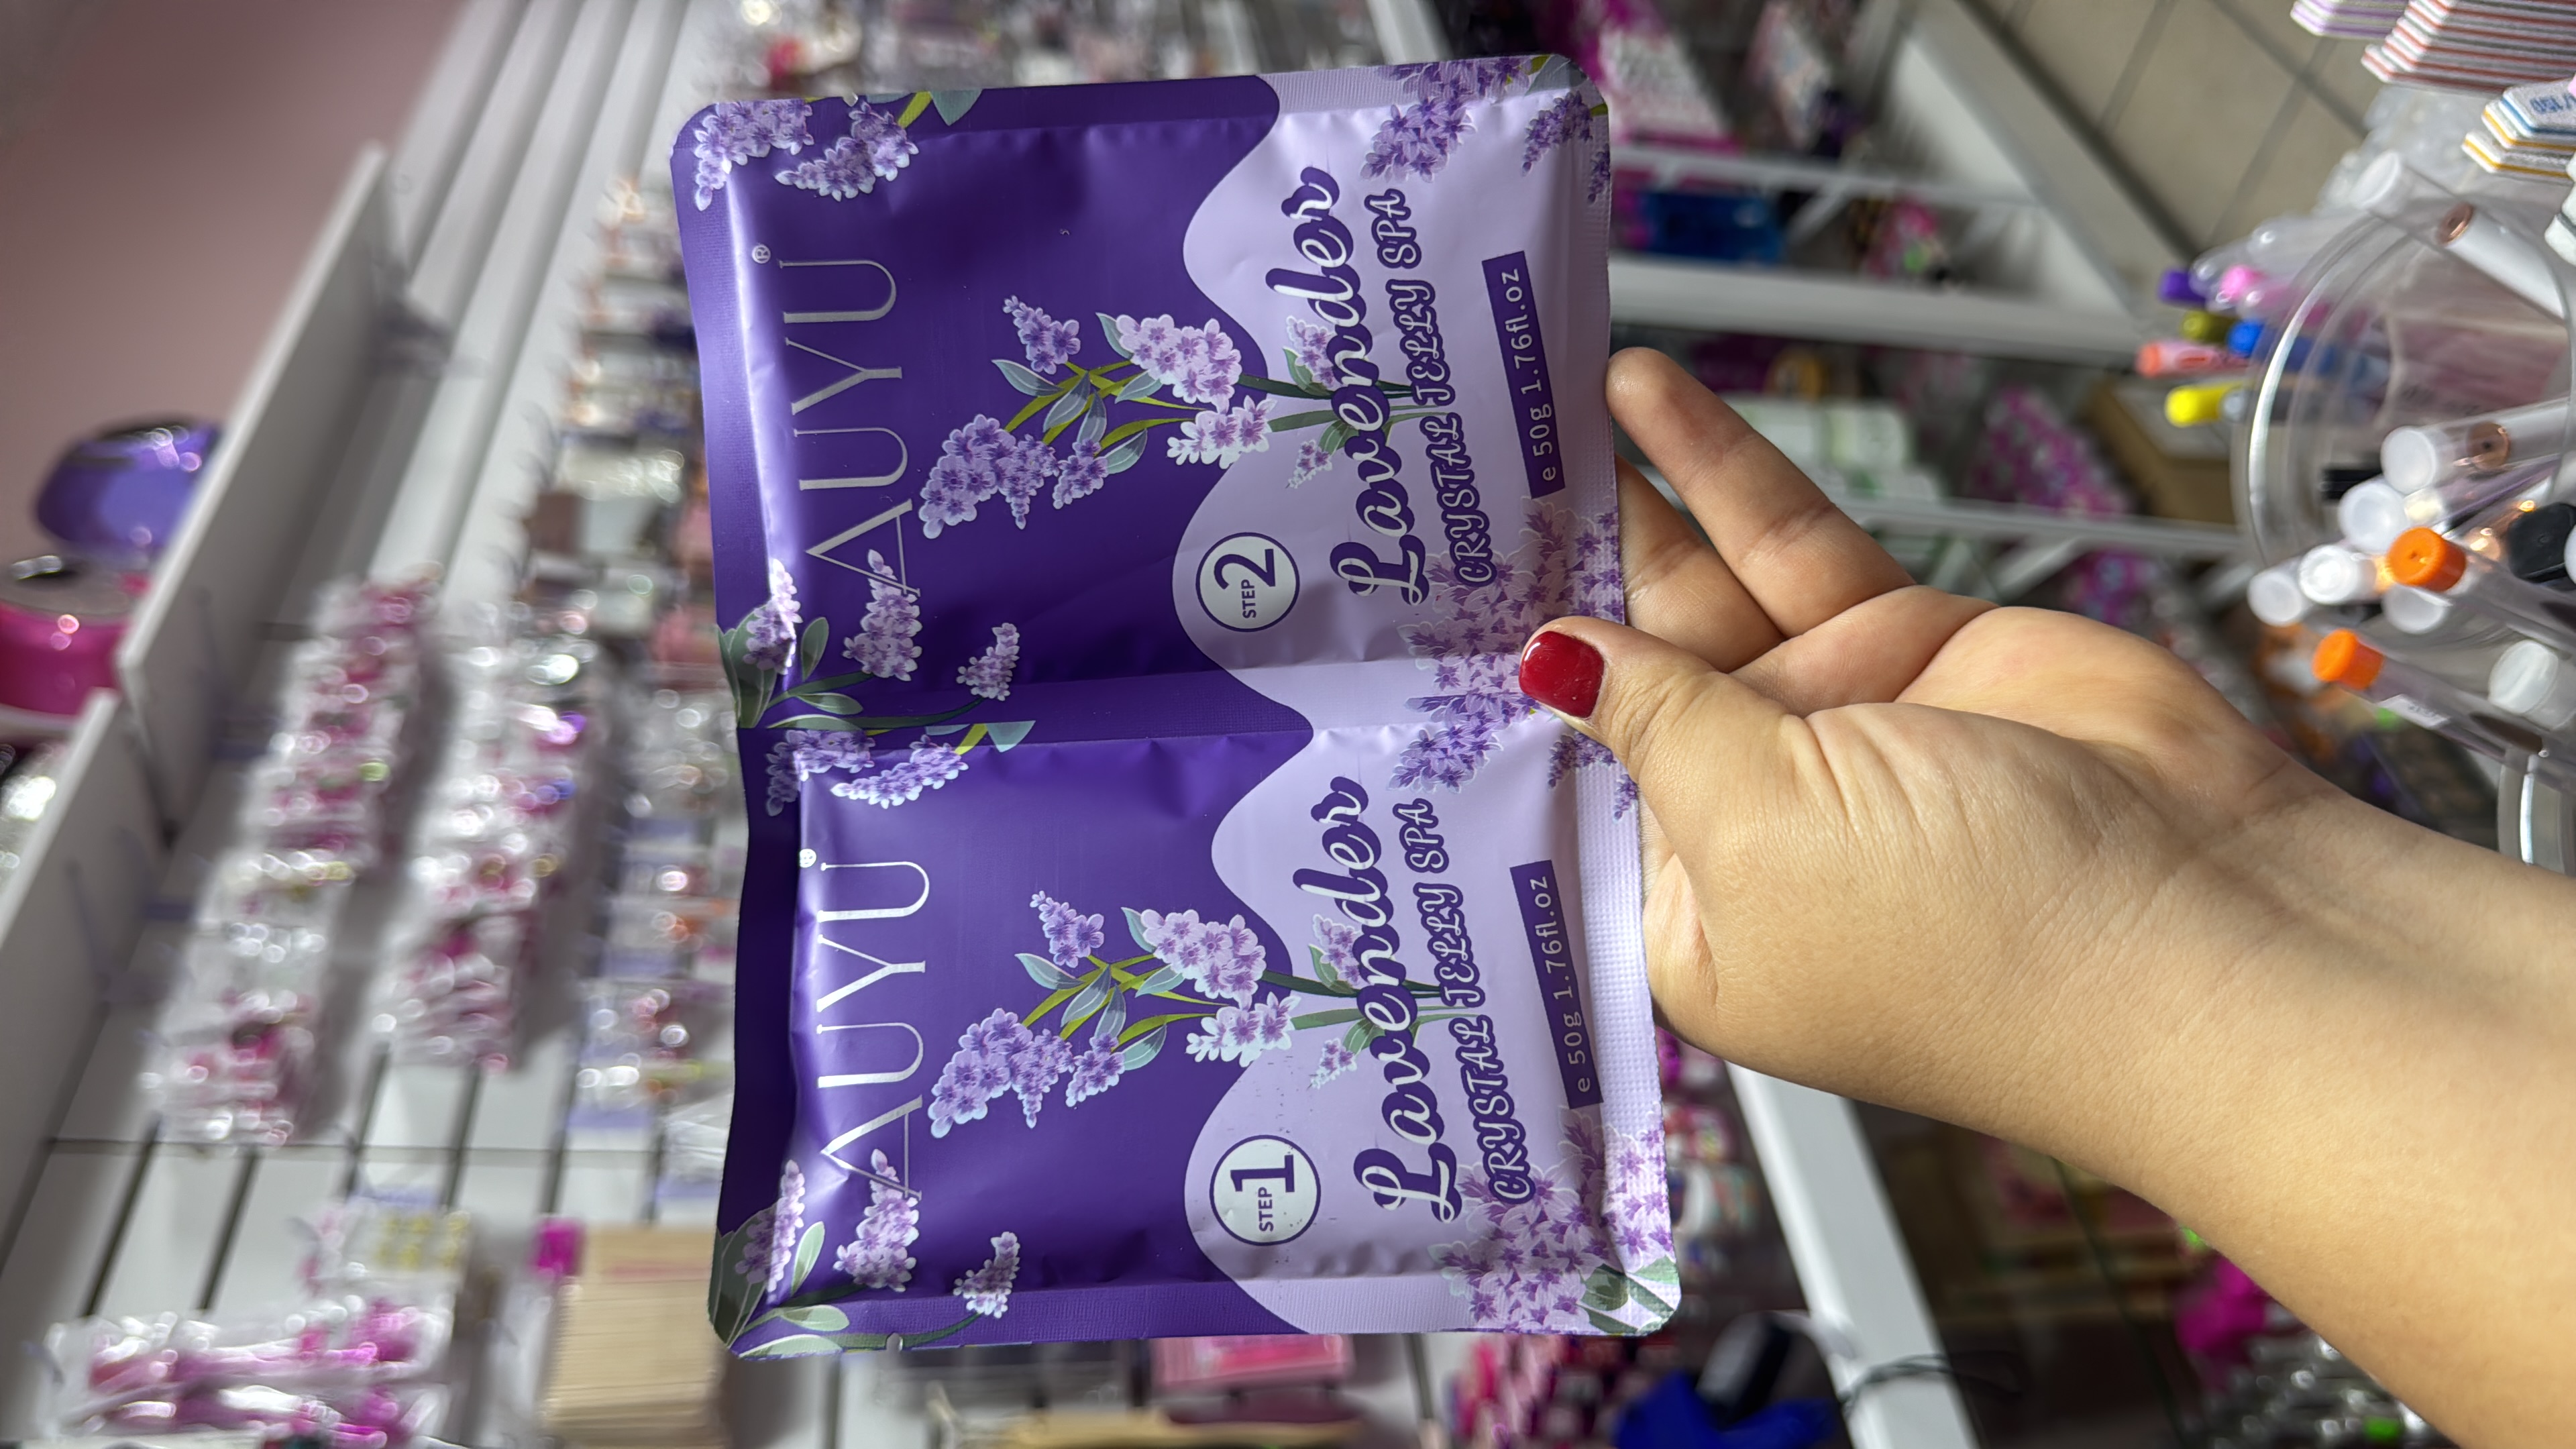 AUYU®
STEP 1
Lavender
CRYSTAL JELLY SPA
e 50g 1.76fl.oz
AUYU®
STEP 2
Lavender
CRYSTAL JELLY SPA
e 50g 1.76fl.oz